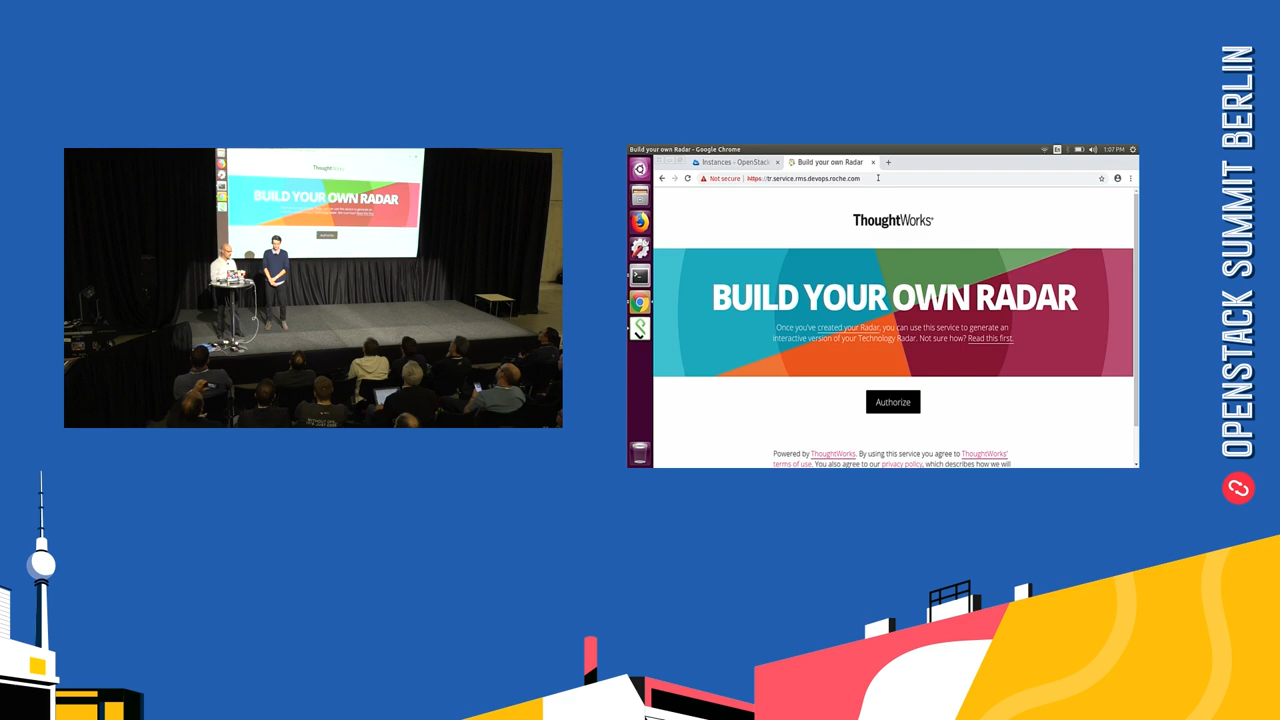 ThoughtWorks
BUILD YOUR OWN RADAR
Authorize
Build your own Radar - Google Chrome
En
1:07 PM
Instances - OpenStack
Build your own Radar
Not secure
https://tr.service.rms.devops.roche.com
ThoughtWorks®
BUILD YOUR OWN RADAR
Once you've created your Radar, you can use this service to generate an
interactive version of your Technology Radar. Not sure how? Read this first.
Authorize
Powered by ThoughtWorks. By using this service you agree to ThoughtWorks'
terms of use. You also agree to our privacy policy, which describes how we will
OPENSTACK SUMMIT BERLIN